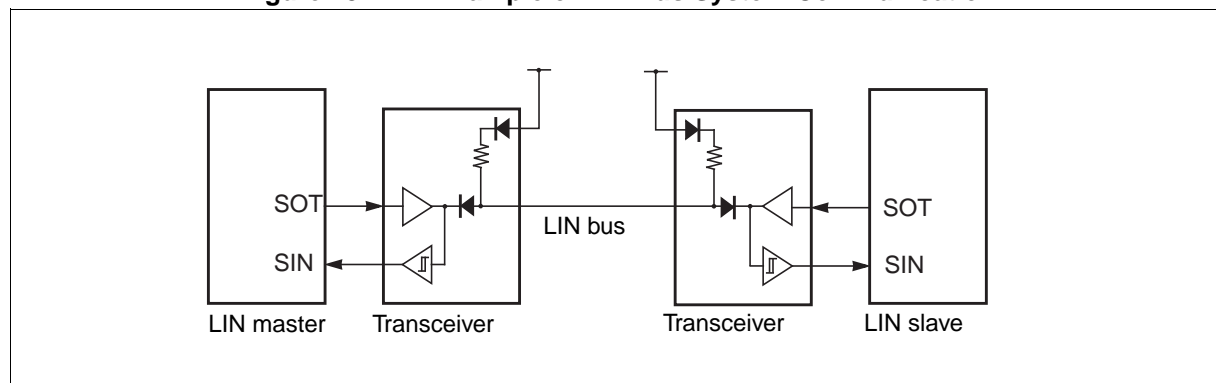 SOT
SIN
LIN bus
SOT
SIN
LIN master
Transceiver
Transceiver
LIN slave